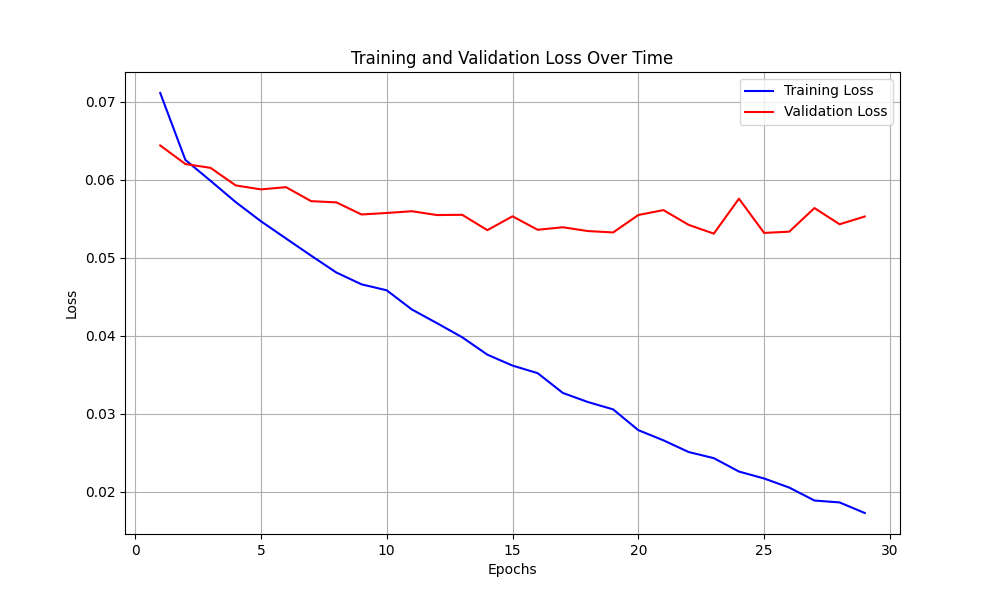 Training and Validation Loss Over Time
Training Loss
Validation Loss
0.07
0.06
0.05
0.04
0.03
0.02
Loss
0 5 10 15 20 25 30
Epochs